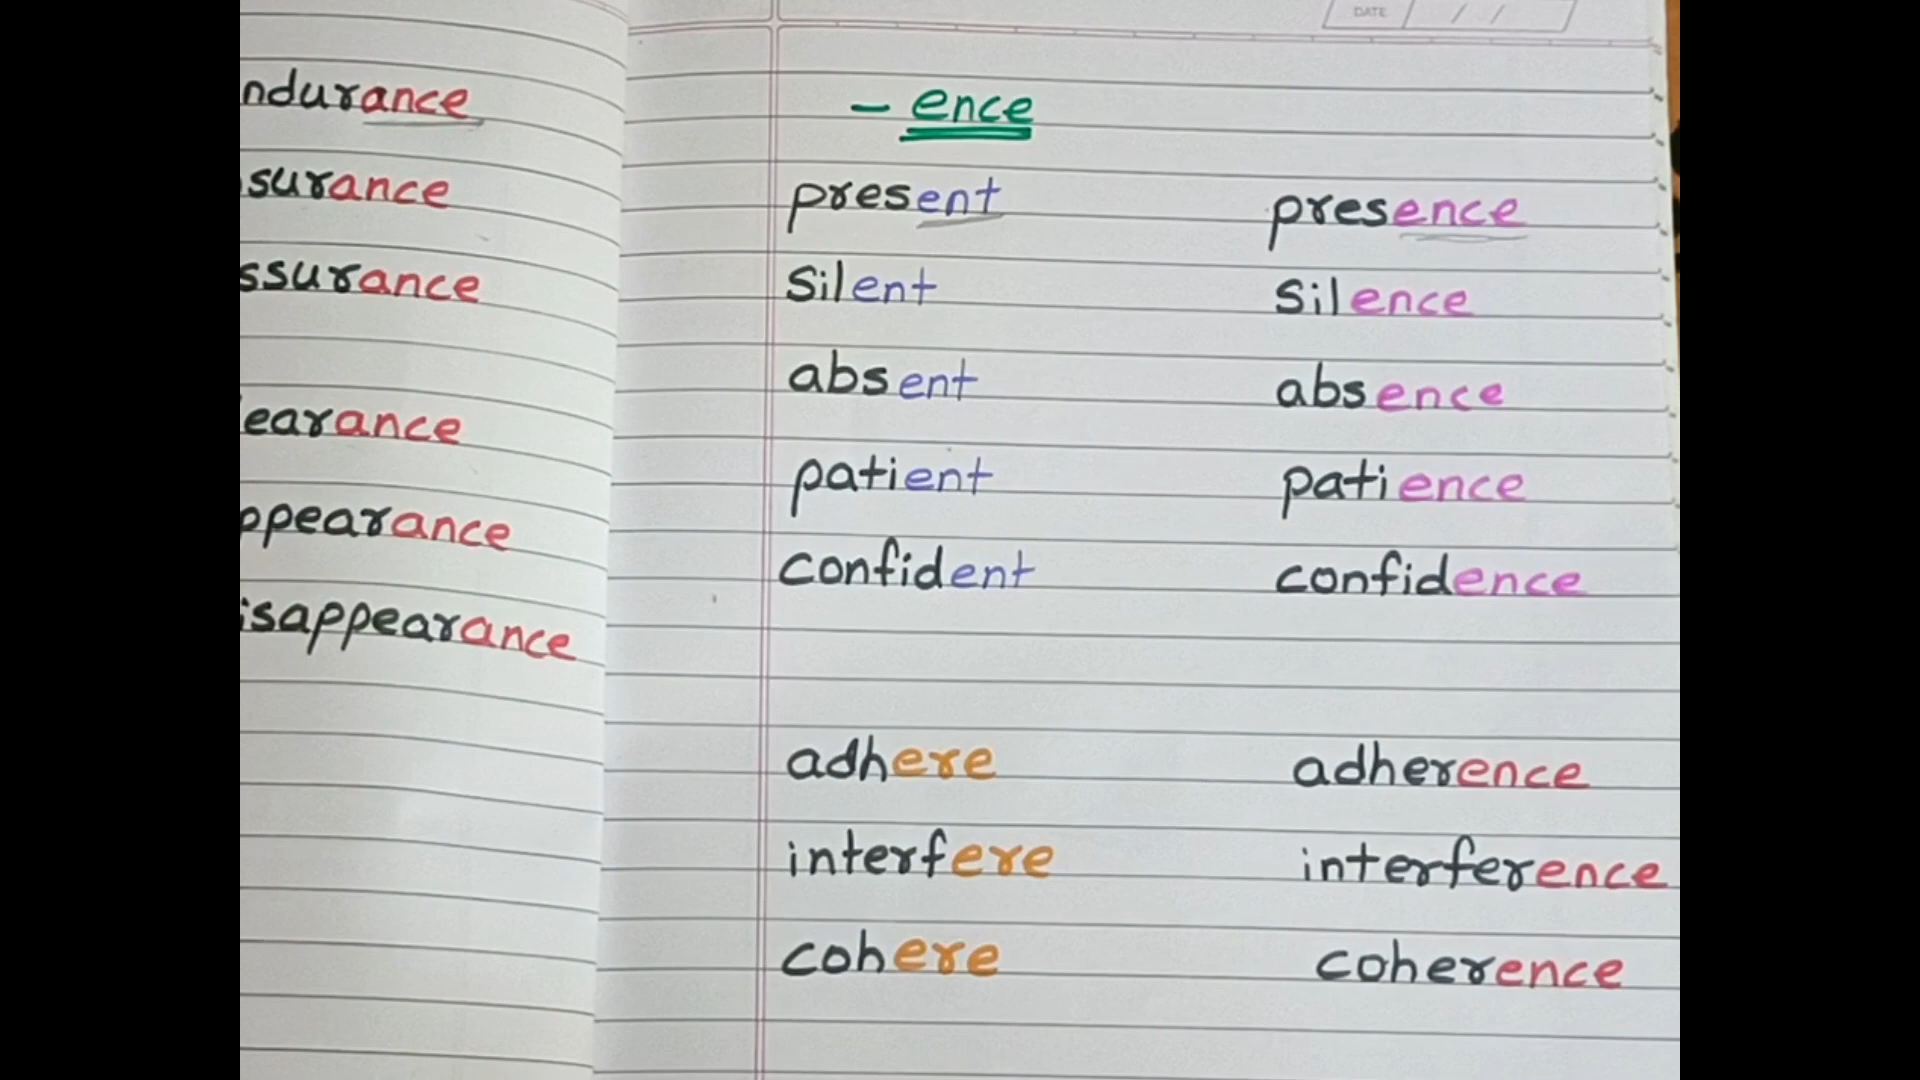 ndurance
surance
ssurance
earance
ppearance
isappearance
DATE / /
- ence
present presence
silent silence
absent absence
patient patience
confident confidence
adhere adherence
interfere interference
cohere coherence